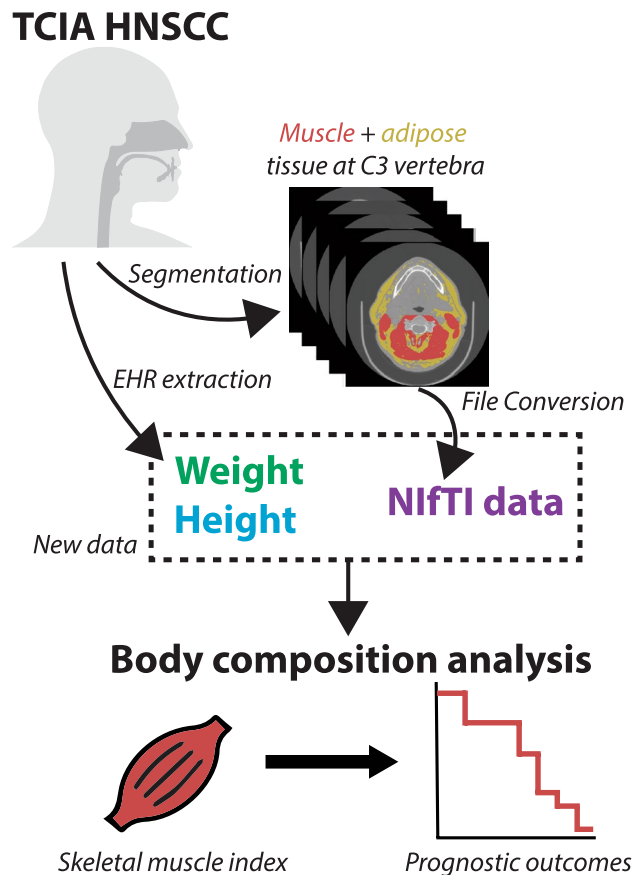 TCIA HNSCC
Muscle + adipose
tissue at C3 vertebra
Segmentation
EHR extraction
File Conversion
Weight
Height
NIfTI data
New data
Body composition analysis
Skeletal muscle index
Prognostic outcomes